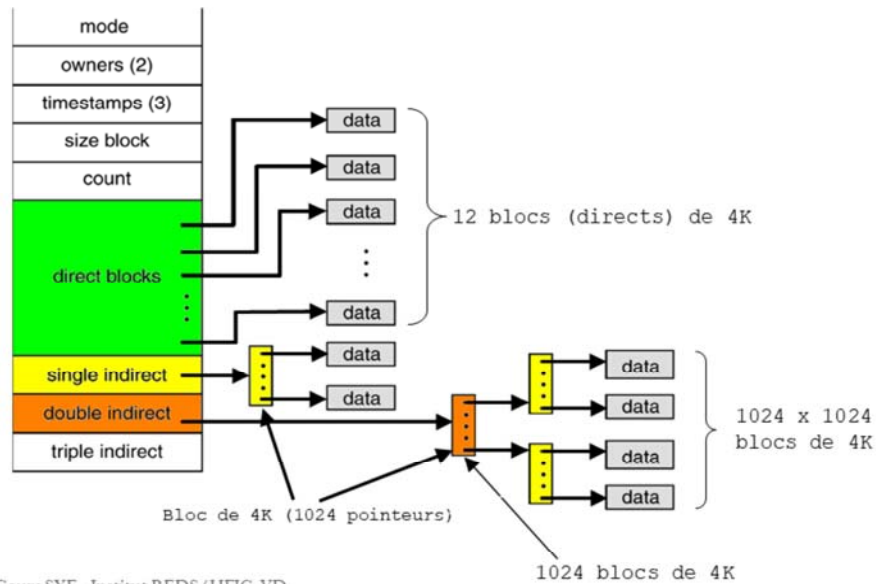 mode
owners (2)
timestamps (3)
size block
count
direct blocks
single indirect
double indirect
triple indirect
data
data
data
data
12 blocs (directs) de 4K
data
data
data
data
data
data
1024 x 1024
blocs de 4K
Bloc de 4K (1024 pointeurs)
1024 blocs de 4K